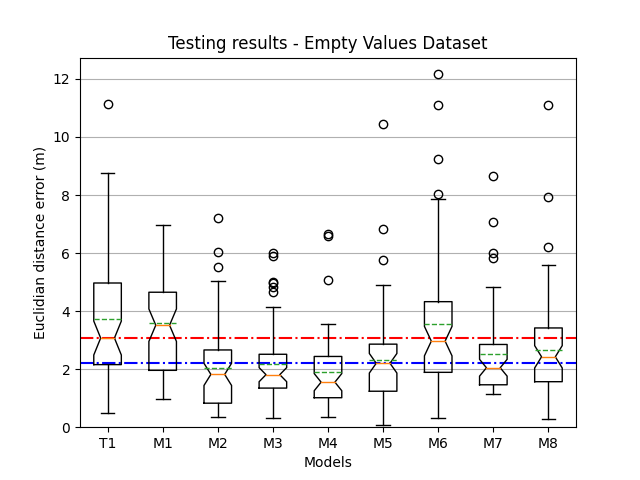 Testing results - Empty Values Dataset
Euclidian distance error (m)
12
10
8
6
4
2
0
T1 M1 M2 M3 M4 M5 M6 M7 M8
Models